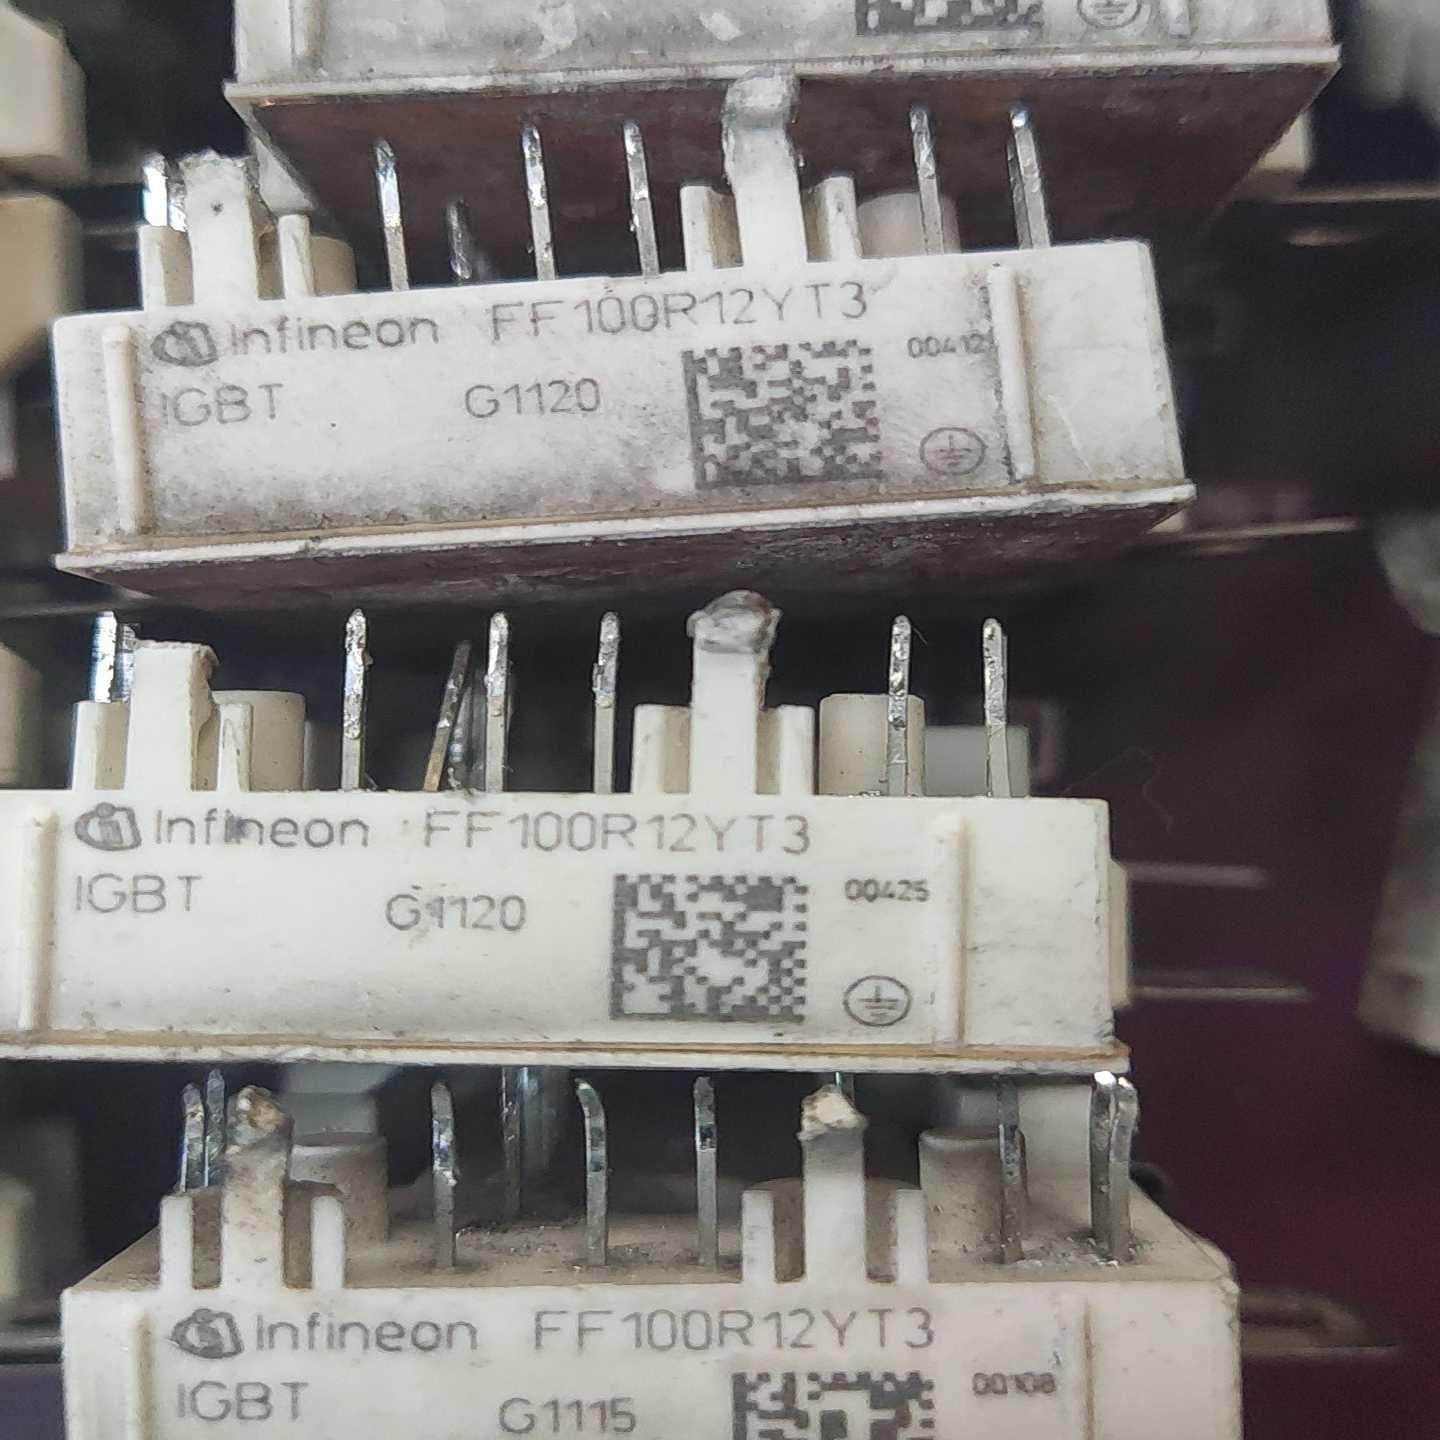 Infineon FF100R12YT3
00412
IGBT G1120
Infineon FF100R12YT3
00425
IGBT G1120
Infineon FF100R12YT3
00108
IGBT G1115